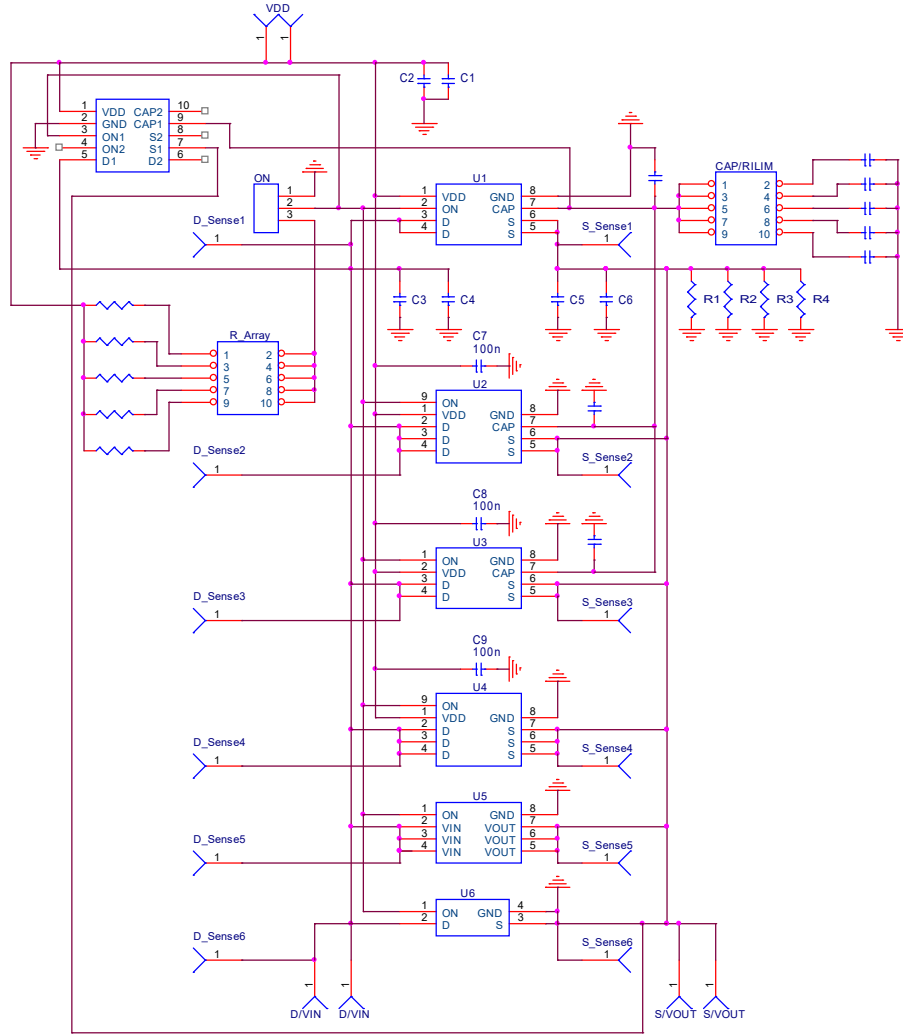 VDD
1 1
C2 C1
1 VDD CAP2 10
2 GND CAP1 9
3 ON1 S2 8
4 ON2 S1 7
5 D1 D2 6
ON
1
2
3
U1
1 VDD GND 8
2 ON CAP 7
3 D S 6
4 D S 5
CAP/RILIM
1 2
3 4
5 6
7 8
9 10
D_Sense1
1
S_Sense1
1
C3 C4 C5 C6
R1 R2 R3 R4
R_Array
1 2
3 4
5 6
7 8
9 10
C7
100n
U2
9 ON
1 VDD GND 8
2 D CAP 7
3 D S 6
4 D S 5
D_Sense2
1
S_Sense2
1
C8
100n
U3
1 ON GND 8
2 VDD CAP 7
3 D S 6
4 D S 5
D_Sense3
1
S_Sense3
1
C9
100n
U4
9 ON
1 VDD GND 8
2 D S 7
3 D S 6
4 D S 5
D_Sense4
1
S_Sense4
1
U5
1 ON GND 8
2 VIN VOUT 7
3 VIN VOUT 6
4 VIN VOUT 5
D_Sense5
1
S_Sense5
1
U6
1 ON GND 4
2 D S 3
D_Sense6
1
S_Sense6
1
1 1 1 1
D/VIN D/VIN S/VOUT S/VOUT